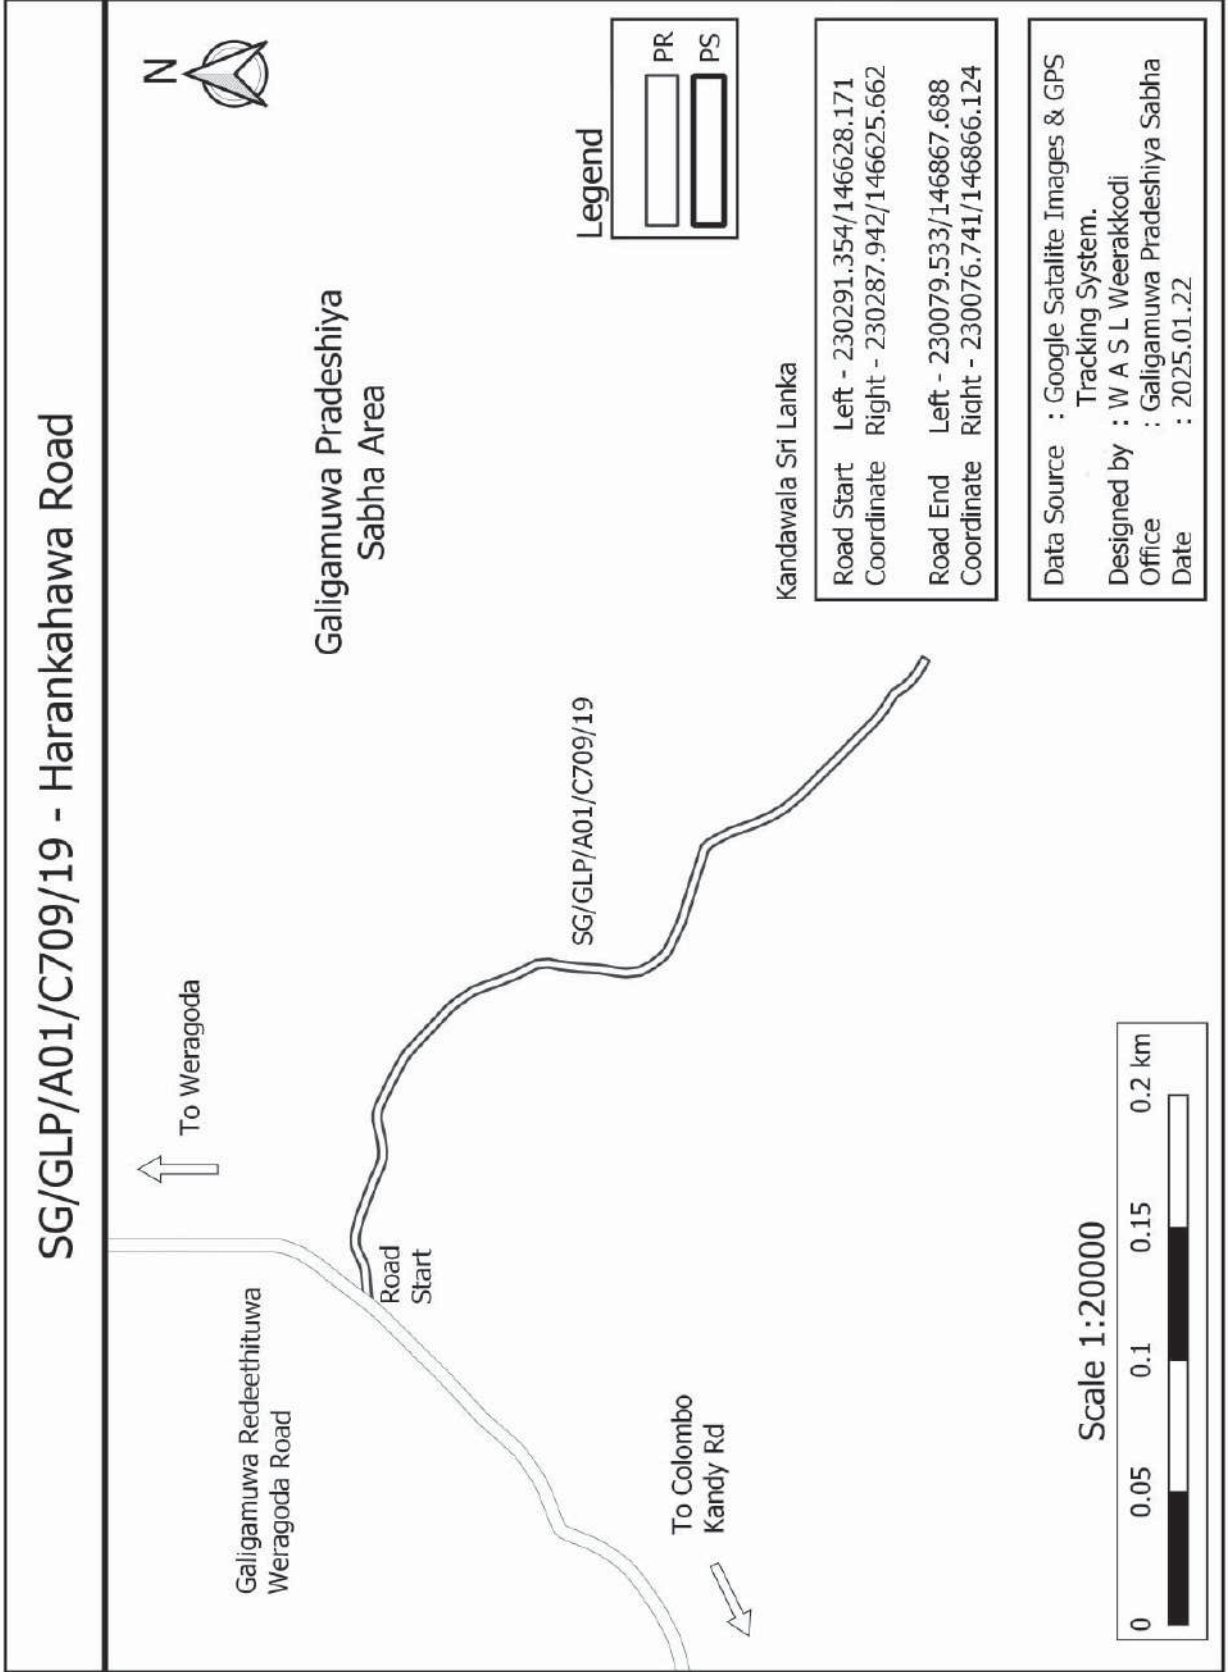 SG/GLP/A01/C709/19 - Harankahawa Road
N
To Weragoda
Galigamuwa Redeethituwa
Weragoda Road
Galigamuwa Pradeshiya
Sabha Area
Road
Start
SG/GLP/A01/C709/19
Legend
PR
PS
To Colombo
Kandy Rd
Kandawala Sri Lanka
Road Start Left - 230291.354/146628.171
Coordinate Right - 230287.942/146625.662
Road End Left - 230079.533/146867.688
Coordinate Right - 230076.741/146866.124
Scale 1:20000
0 0.05 0.1 0.15 0.2 km
Data Source : Google Satalite Images & GPS
Tracking System.
Designed by : W A S L Weerakkodi
Office : Galigamuwa Pradeshiya Sabha
Date : 2025.01.22